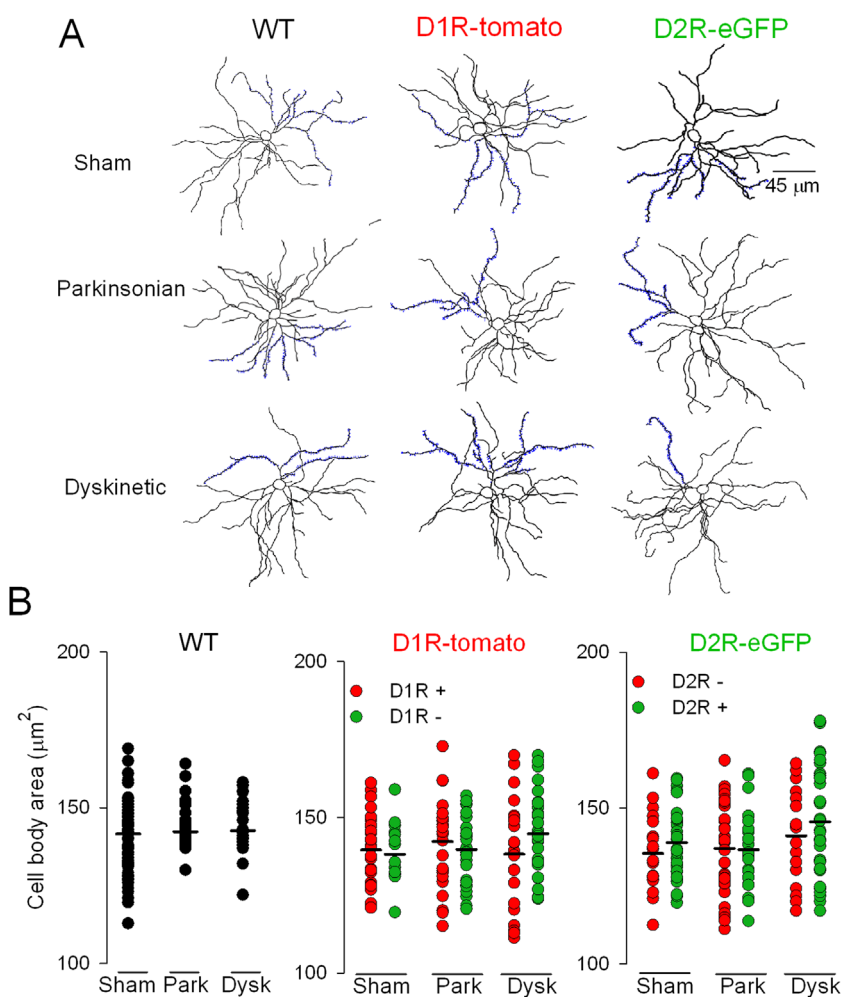 A
WT D1R-tomato D2R-eGFP
Sham
45 μm
Parkinsonian
Dyskinetic
B
WT D1R-tomato D2R-eGFP
Cell body area (μm²)
200
150
100
Sham Park Dysk
200
150
100
D1R +
D1R -
Sham Park Dysk
200
150
100
D2R -
D2R +
Sham Park Dysk